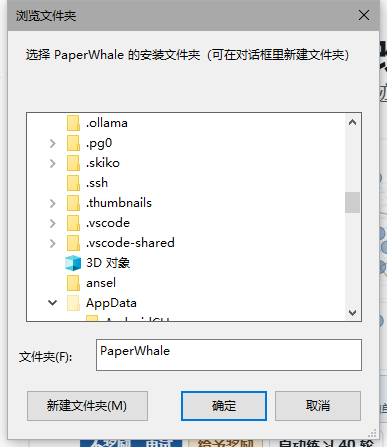 浏览文件夹
选择 PaperWhale 的安装文件夹（可在对话框里新建文件夹）
.ollama
.pg0
.skiko
.ssh
.thumbnails
.vscode
.vscode-shared
3D 对象
ansel
AppData
文件夹(F):
PaperWhale
新建文件夹(M)
确定
取消
自动练习 40 轮